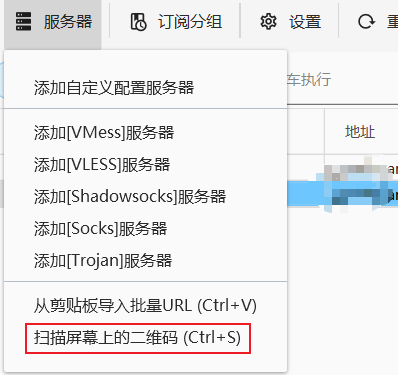 服务器 订阅分组 设置
添加自定义配置服务器 车执行
添加[VMess]服务器 地址
添加[VLESS]服务器
添加[Shadowsocks]服务器
添加[Socks]服务器
添加[Trojan]服务器
从剪贴板导入批量URL (Ctrl+V)
扫描屏幕上的二维码 (Ctrl+S)